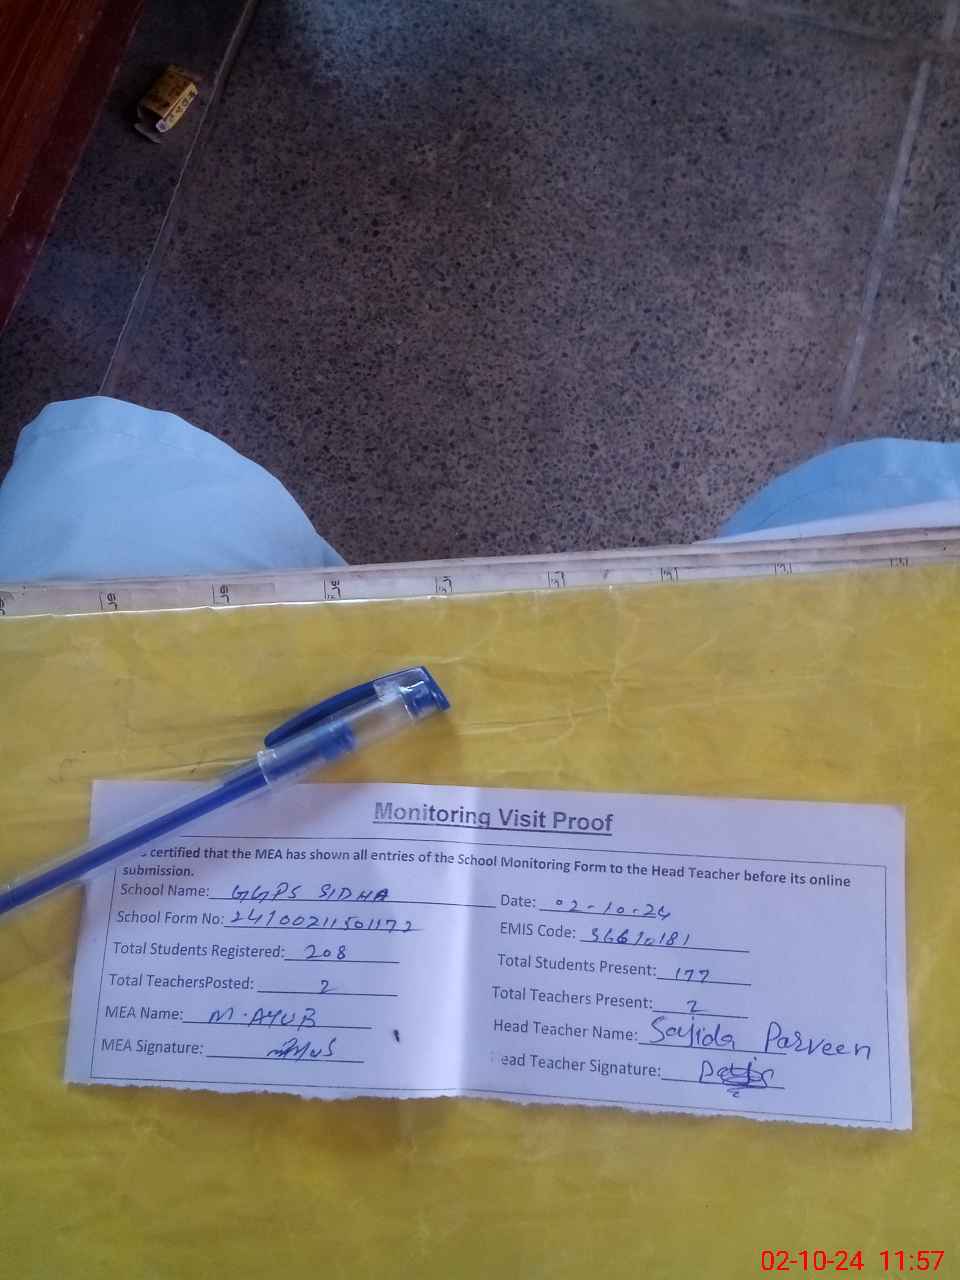 Monitoring Visit Proof
certified that the MEA has shown all entries of the School Monitoring Form to the Head Teacher before its online
submission.
School Name: GGPS SIDHA
Date: 02-10-24
School Form No: 24100211501172
EMIS Code:
Total Students Registered: 208
Total Students Present: 177
Total TeachersPosted: 2
Total Teachers Present: 2
MEA Name: M. AYUB
Head Teacher Name: Sajida Parveen
MEA Signature:
ead Teacher Signature:
02-10-24 11:57